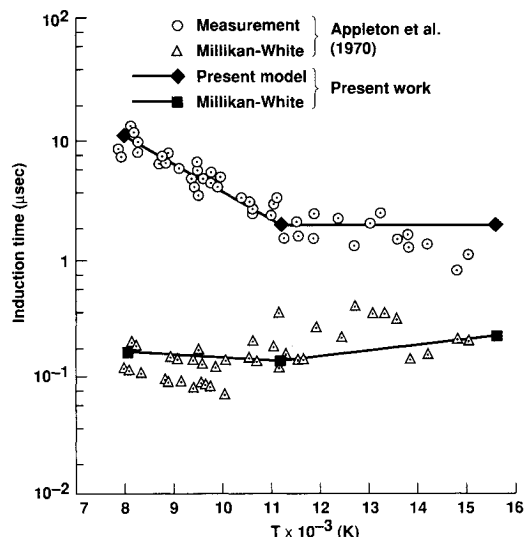 Measurement
Millikan-White
Appleton et al.
(1970)
Present model
Millikan-White
Present work
Induction time (μsec)
10²
10
1
10⁻¹
10⁻²
7 8 9 10 11 12 13 14 15 16
T x 10⁻³ (K)